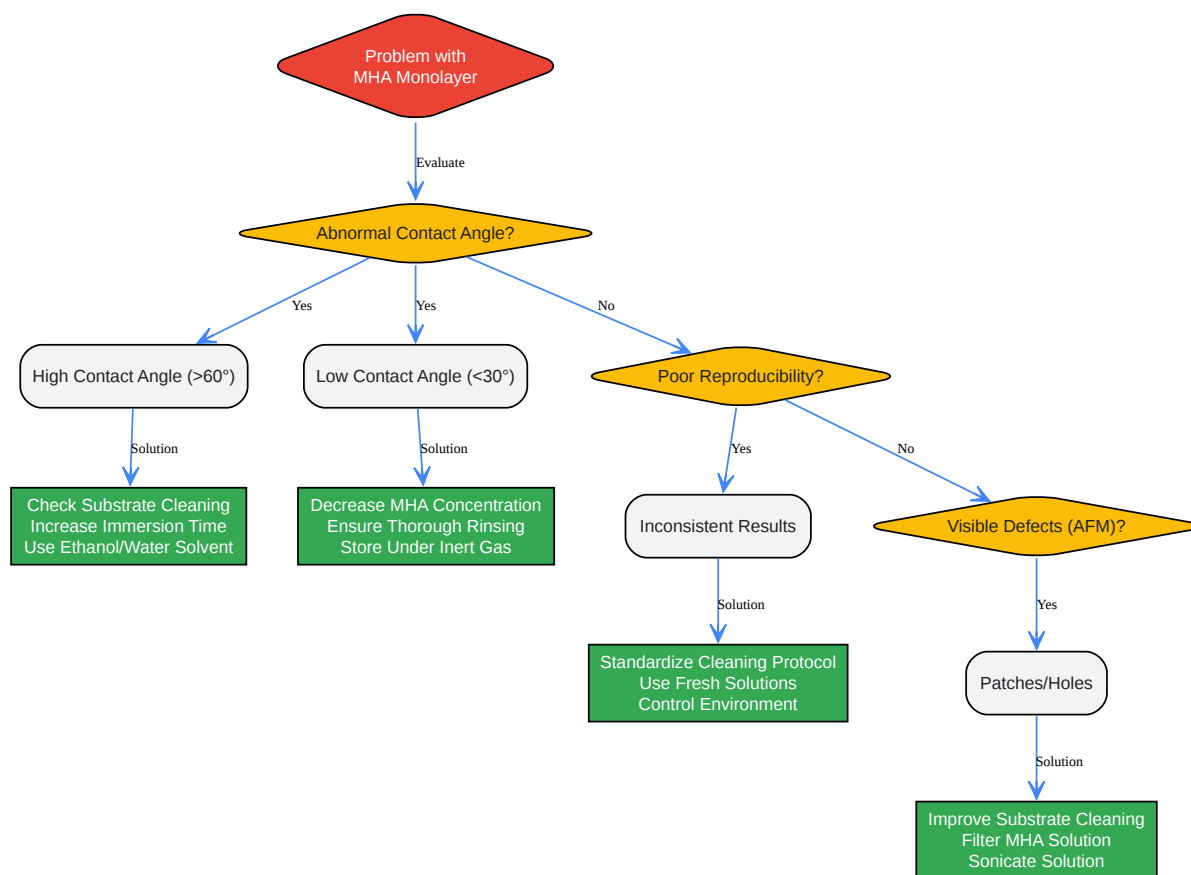 Problem with
MHA Monolayer
Evaluate
Abnormal Contact Angle?
Yes
Yes
No
High Contact Angle (>60°)
Low Contact Angle (<30°)
Poor Reproducibility?
Solution
Solution
Yes
No
Check Substrate Cleaning
Increase Immersion Time
Use Ethanol/Water Solvent
Decrease MHA Concentration
Ensure Thorough Rinsing
Store Under Inert Gas
Inconsistent Results
Visible Defects (AFM)?
Solution
Yes
Standardize Cleaning Protocol
Use Fresh Solutions
Control Environment
Patches/Holes
Solution
Improve Substrate Cleaning
Filter MHA Solution
Sonicate Solution